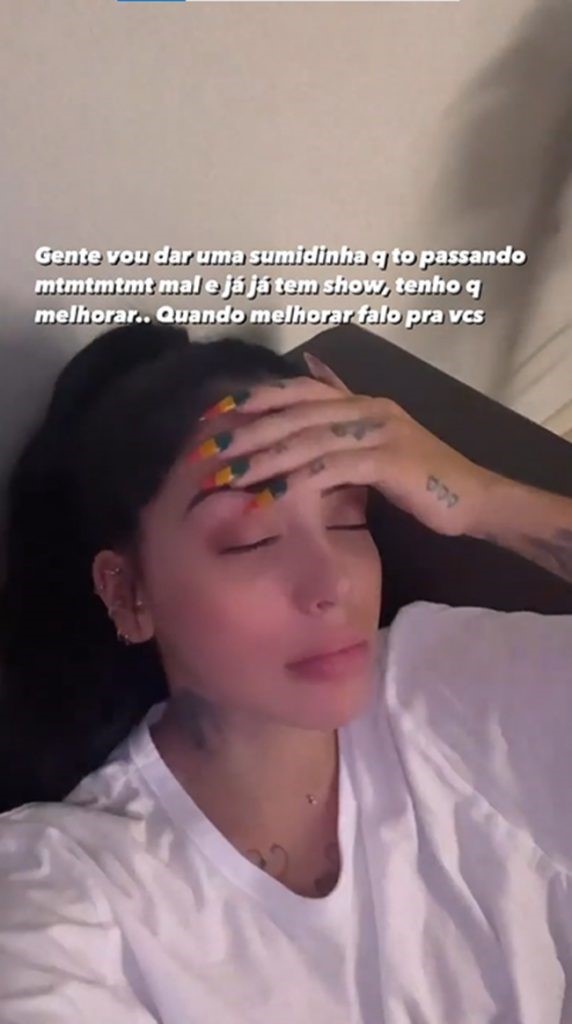 Gente vou dar uma sumidinha q to passando
mtmtmtmt mal e já já tem show, tenho q
melhorar.. Quando melhorar falo pra vcs